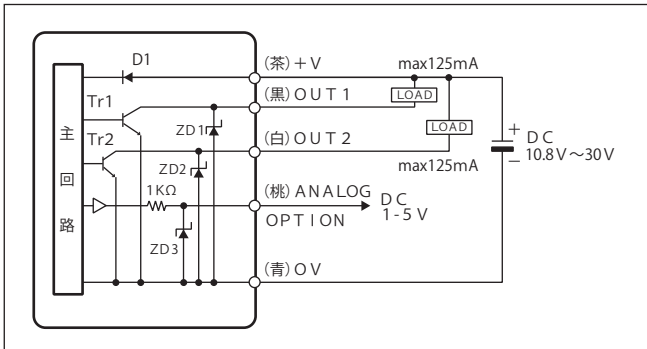 D1
(茶)+V
max125mA
Tr1
(黒)OUT1
LOAD
ZD1
Tr2
(白)OUT2
LOAD
主回路
ZD2
max125mA
+
DC
10.8V~30V
−
1KΩ
(桃)ANALOG
OPTION
DC
1-5 V
ZD3
(青)0V